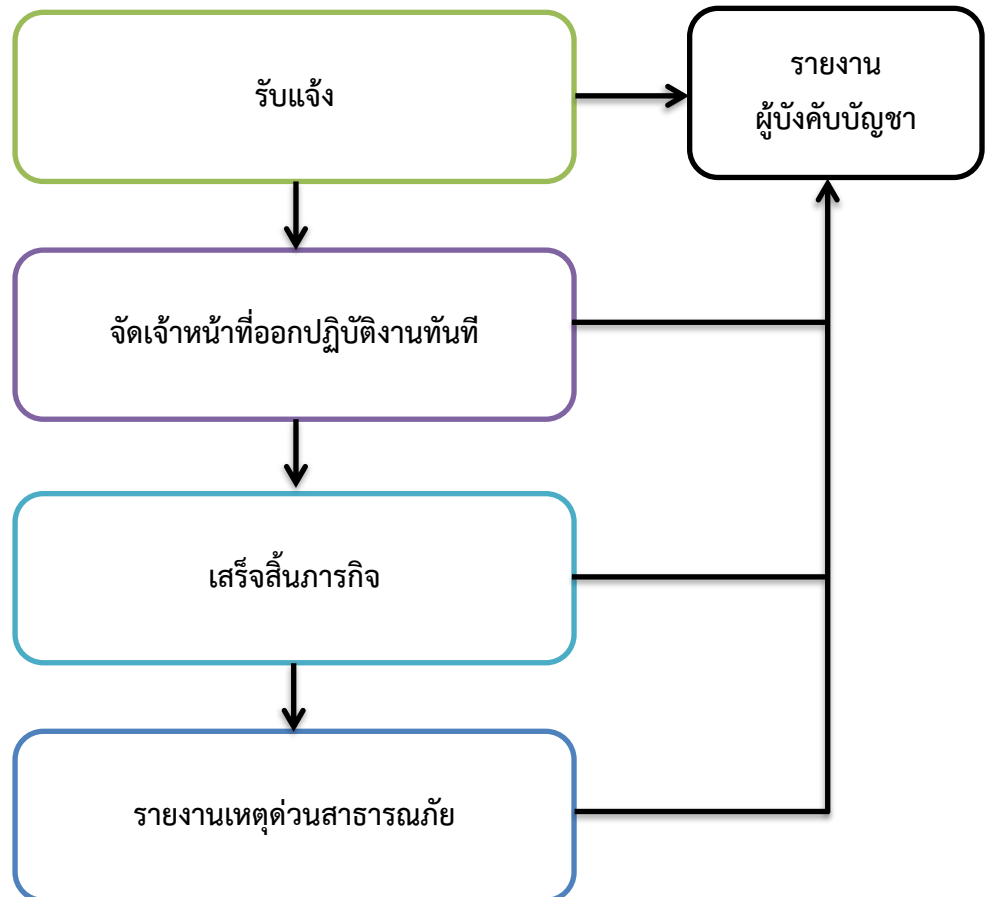 รับแจ้ง
รายงาน
ผู้บังคับบัญชา
จัดเจ้าหน้าที่ออกปฏิบัติงานทันที
เสร็จสิ้นภารกิจ
รายงานเหตุด่วนสาธารณภัย